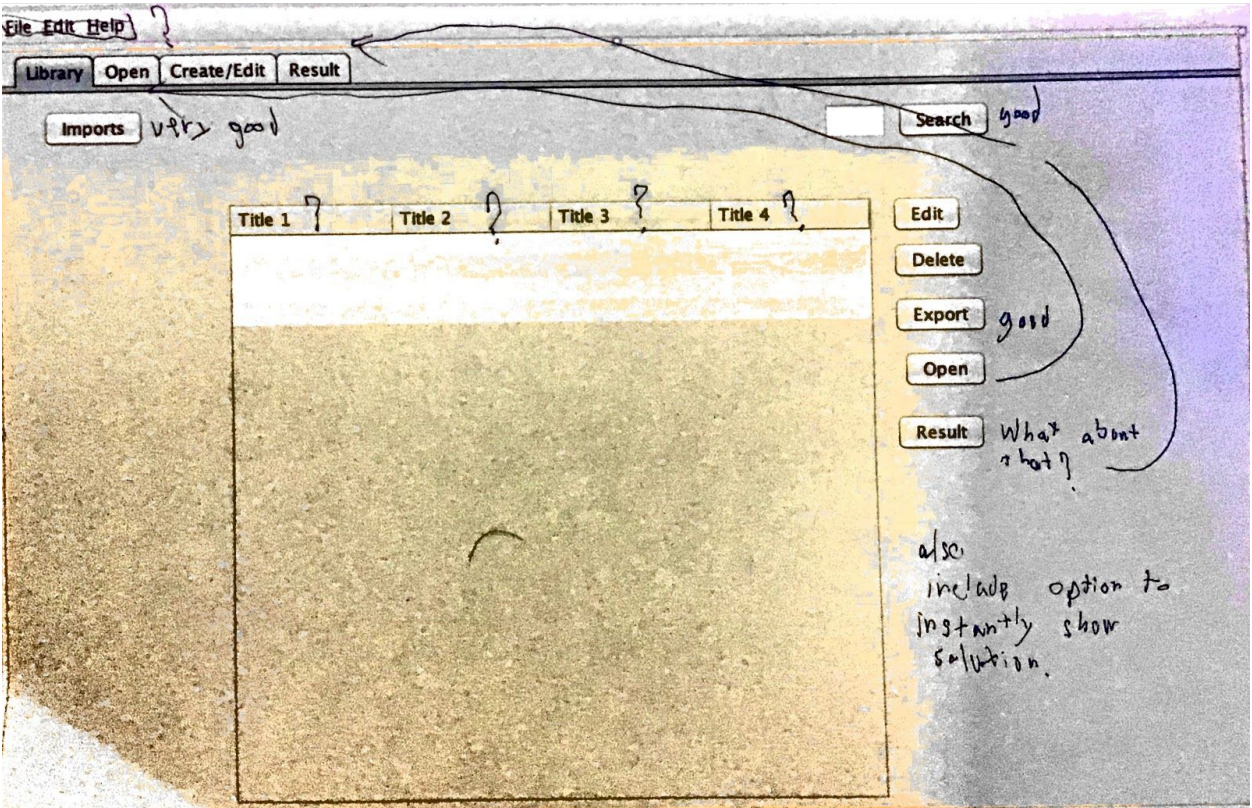 File Edit Help ?
Library Open Create/Edit Result
Imports very good Search good
Title 1 ? Title 2 ? Title 3 ? Title 4 ?
Edit
Delete
Export good
Open
Result What about
that?
also
include option to
instantly show
solution.